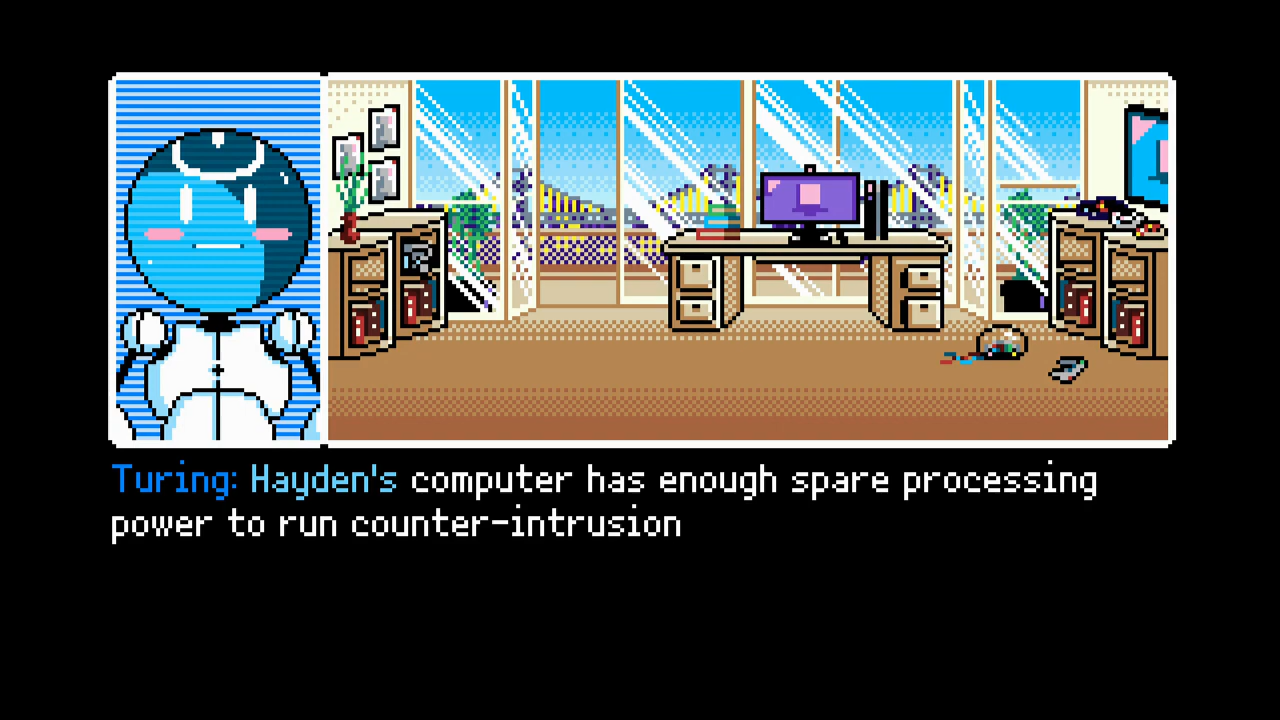 Turing: Hayden's computer has enough spare processing
power to run counter-intrusion